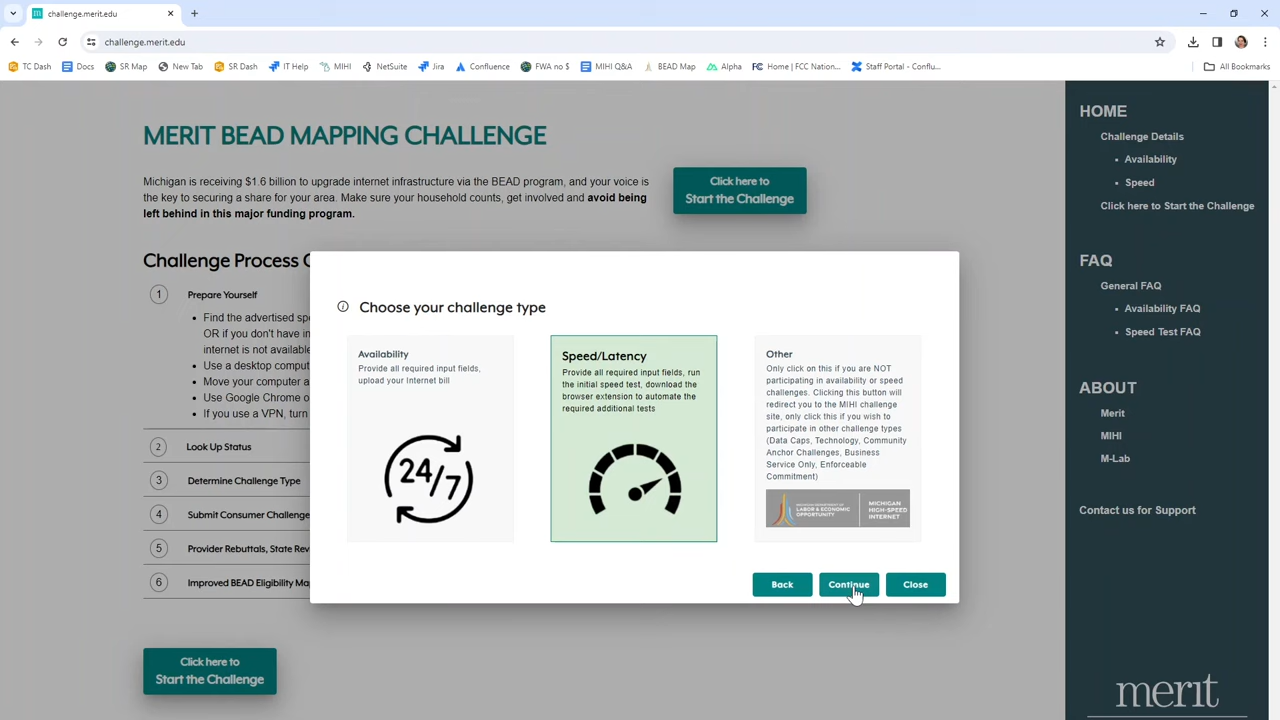 challenge.merit.edu
challenge.merit.edu
TC Dash
Docs
SR Map
New Tab
SR Dash
IT Help
MIHI
NetSuite
Jira
Confluence
FWA no $
MIHI Q&A
BEAD Map
Alpha
Home | FCC Nation...
Staff Portal - Conflu...
All Bookmarks
MERIT BEAD MAPPING CHALLENGE
Michigan is receiving $1.6 billion to upgrade internet infrastructure via the BEAD program, and your voice is
the key to securing a share for your area. Make sure your household counts, get involved and avoid being
left behind in this major funding program.
Click here to
Start the Challenge
Challenge Process
1
Prepare Yourself
Find the advertised
OR if you don't have
internet is not available
Use a desktop
Move your computer
Use Google Chrome
If you use a VPN, turn
2
Look Up Status
3
Determine Challenge Type
4
mit Consumer Challenge
5
Provider Rebuttals, State
6
Improved BEAD Eligibility
Click here to
Start the Challenge
Choose your challenge type
Availability
Provide all required input fields,
upload your Internet bill
24/7
Speed/Latency
Provide all required input fields, run
the initial speed test, download the
browser extension to automate the
required additional tests
Other
Only click on this if you are NOT
participating in availability or speed
challenges. Clicking this button will
redirect you to the MIHI challenge
site, only click this if you wish to
participate in other challenge types
(Data Caps, Technology, Community
Anchor Challenges, Business
Service Only, Enforceable
Commitment)
MICHIGAN DEPARTMENT OF
LABOR & ECONOMIC
OPPORTUNITY
MICHIGAN
HIGH-SPEED
INTERNET
Back
Continue
Close
HOME
Challenge Details
Availability
Speed
Click here to Start the Challenge
FAQ
General FAQ
Availability FAQ
Speed Test FAQ
ABOUT
Merit
MIHI
M-Lab
Contact us for Support
merit